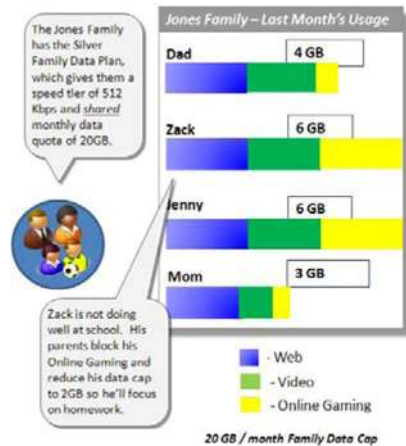 The Jones Family
has the Silver
Family Data Plan,
which gives them a
speed tier of 512
Kbps and shared
monthly data
quota of 20GB.
Jones Family – Last Month's Usage
Dad
4 GB
Zack
6 GB
Jenny
6 GB
Mom
3 GB
Zack is not doing
well at school. His
parents block his
Online Gaming and
reduce his data cap
to 2GB so he'll focus
on homework.
- Web
- Video
- Online Gaming
20 GB / month Family Data Cap